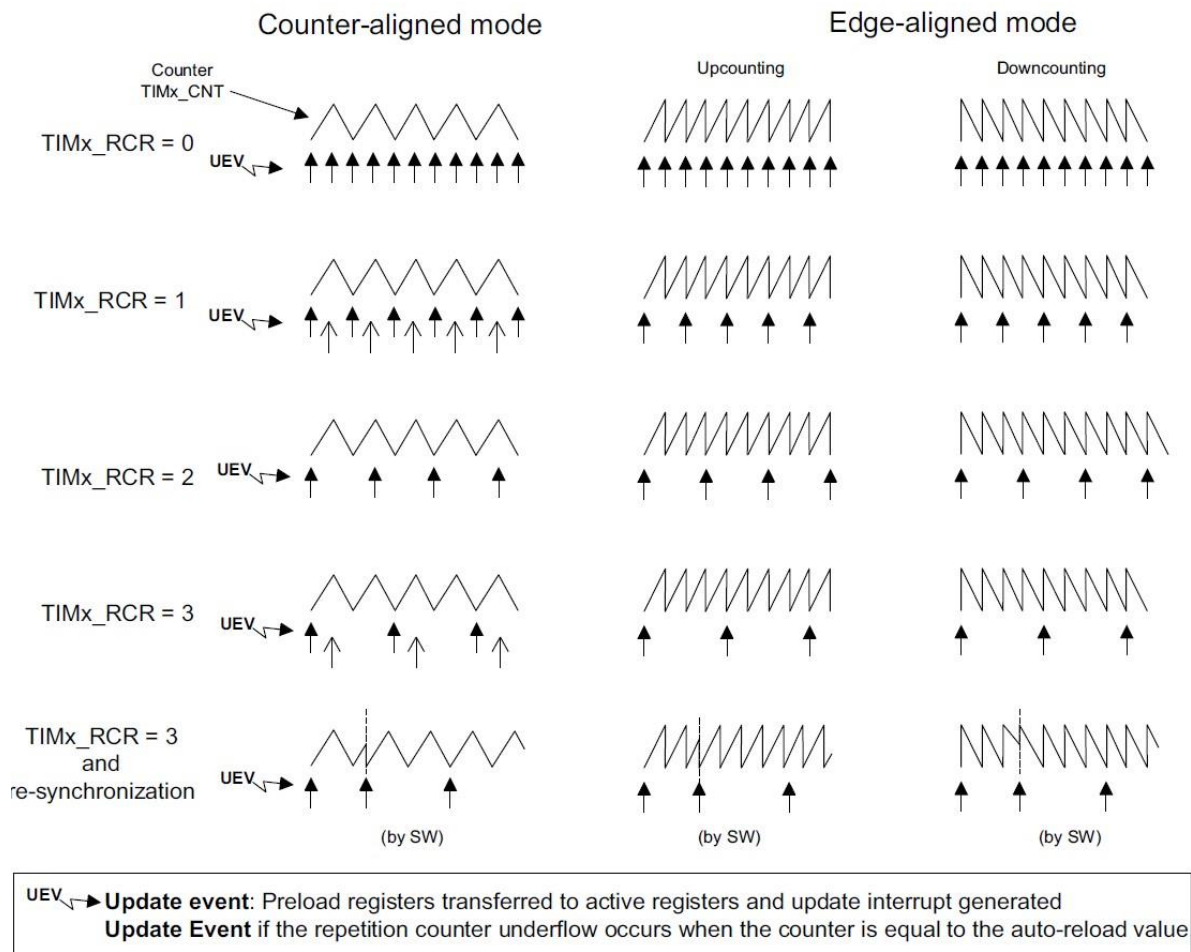 Counter-aligned mode
Edge-aligned mode
Counter
TIMx_CNT
Upcounting
Downcounting
TIMx_RCR = 0
UEV
TIMx_RCR = 1
UEV
TIMx_RCR = 2
UEV
TIMx_RCR = 3
UEV
TIMx_RCR = 3
and
re-synchronization
UEV
(by SW)
(by SW)
(by SW)
UEV Update event: Preload registers transferred to active registers and update interrupt generated
Update Event if the repetition counter underflow occurs when the counter is equal to the auto-reload value